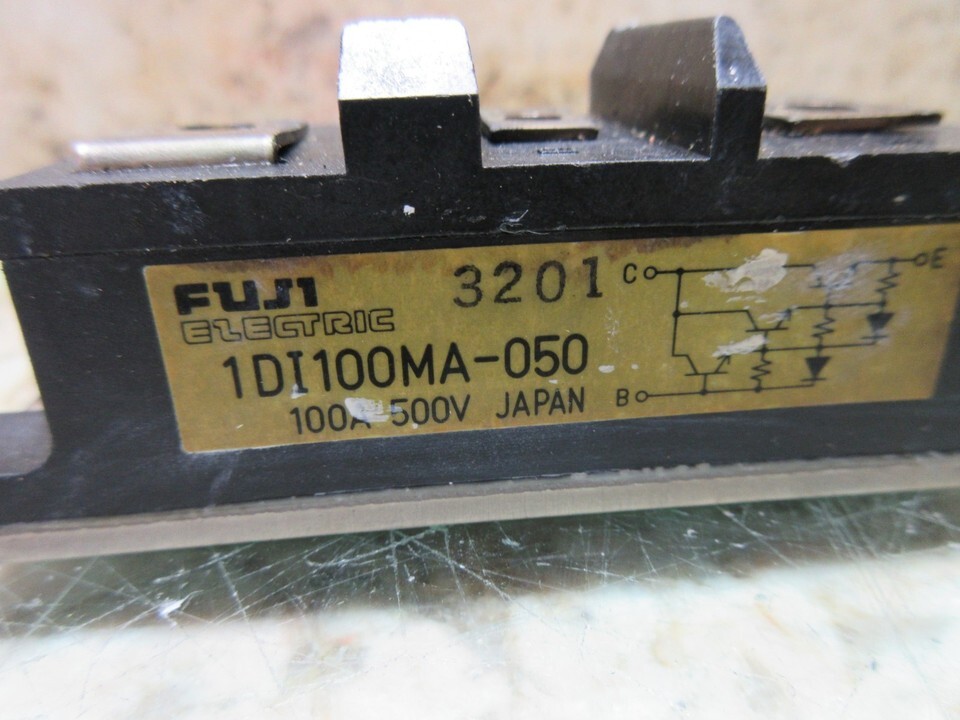 FUJI
ELECTRIC
3201
1DI100MA-050
100A 500V JAPAN
C
E
B